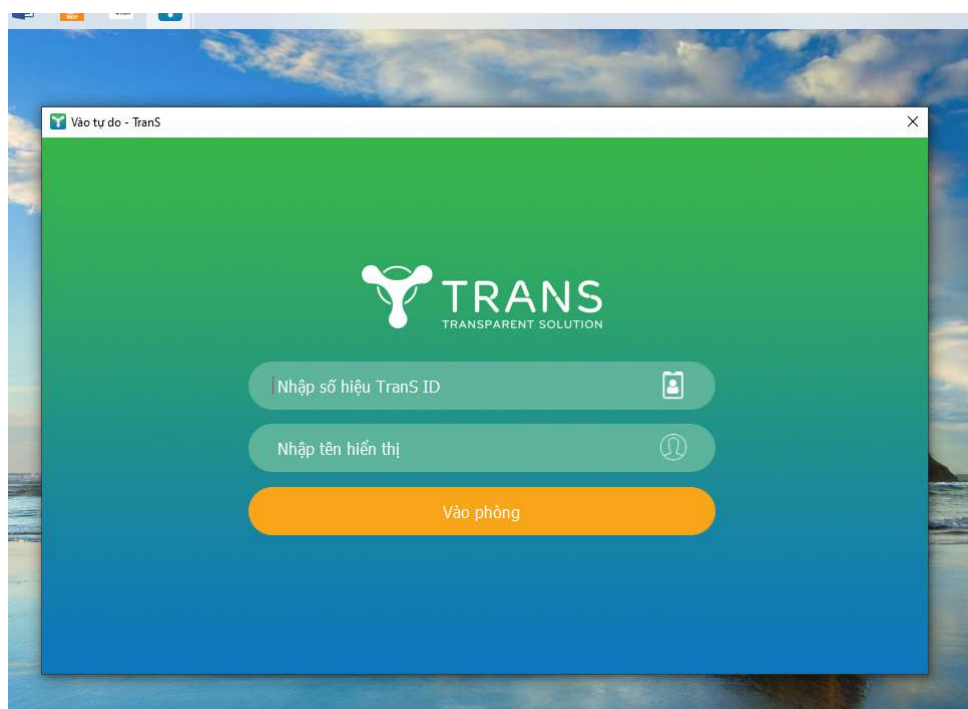 Vào tự do - TranS
TRANS
TRANSPARENT SOLUTION
Nhập số hiệu TranS ID
Nhập tên hiển thị
Vào phòng